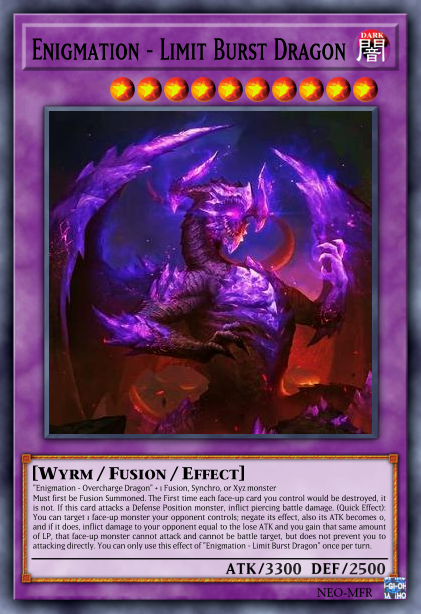 Enigmation - Limit Burst Dragon
DARK
闇
[Wyrm / Fusion / Effect]
"Enigmation - Overcharge Dragon" + 1 Fusion, Synchro, or Xyz monster
Must first be Fusion Summoned. The First time each face-up card you control would be destroyed, it
is not. If this card attacks a Defense Position monster, inflict piercing battle damage. (Quick Effect):
You can target 1 face-up monster your opponent controls; negate its effect, also its ATK becomes 0,
and if it does, inflict damage to your opponent equal to the lose ATK and you gain that same amount
of LP, that face-up monster cannot attack and cannot be battle target, but does not prevent you to
attacking directly. You can only use this effect of "Enigmation - Limit Burst Dragon" once per turn.
ATK/3300 DEF/2500
NEO-MFR